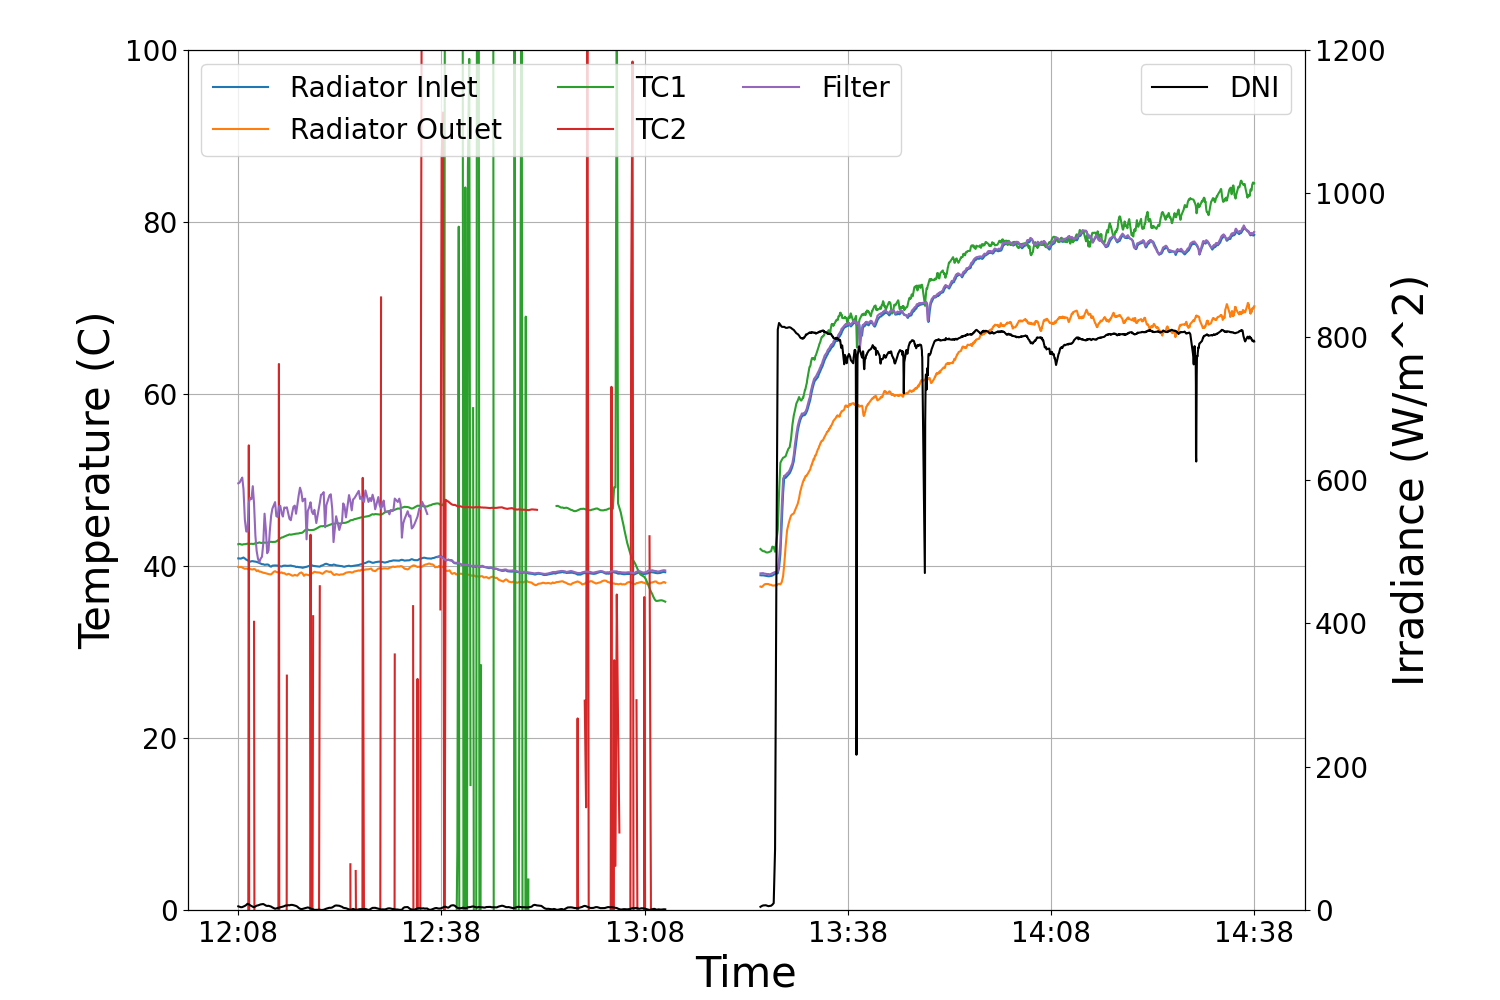 100
80
60
40
20
0
Temperature (C)
Radiator Inlet
Radiator Outlet
TC1
TC2
Filter
DNI
1200
1000
800
600
400
200
0
Irradiance (W/m^2)
12:08 12:38 13:08 13:38 14:08 14:38
Time